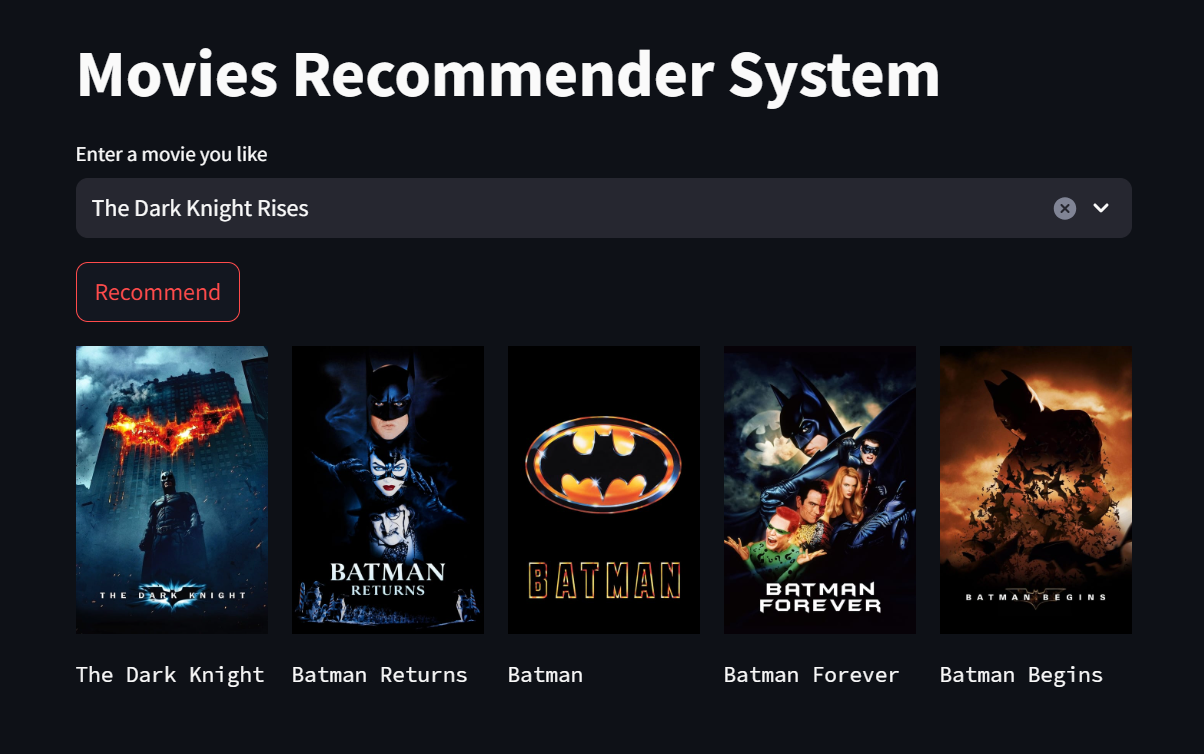 Movies Recommender System
Enter a movie you like
The Dark Knight Rises
Recommend
THE DARK KNIGHT
BATMAN
RETURNS
BATMAN
BATMAN
FOREVER
BATMAN BEGINS
The Dark Knight
Batman Returns
Batman
Batman Forever
Batman Begins